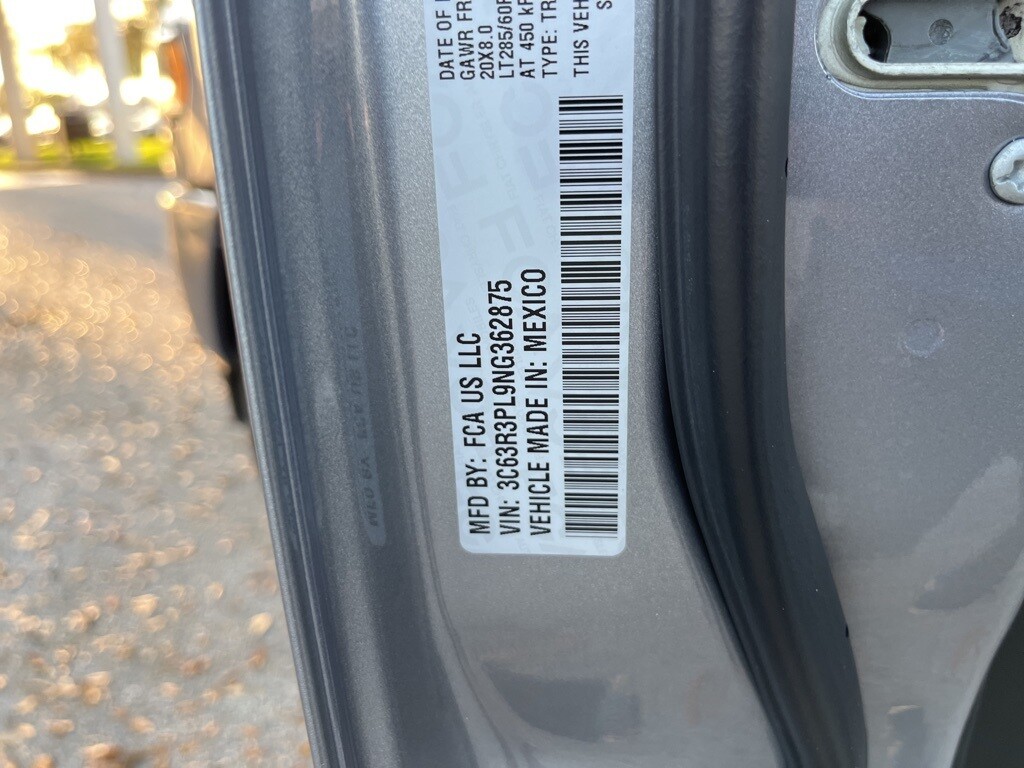 MFD BY: FCA US LLC
VIN: 3C63R3PL9NG362875
VEHICLE MADE IN: MEXICO
DATE OF
GAWR FR
20X8.0
LT285/60
AT 450
TYPE: TR
THIS VEH